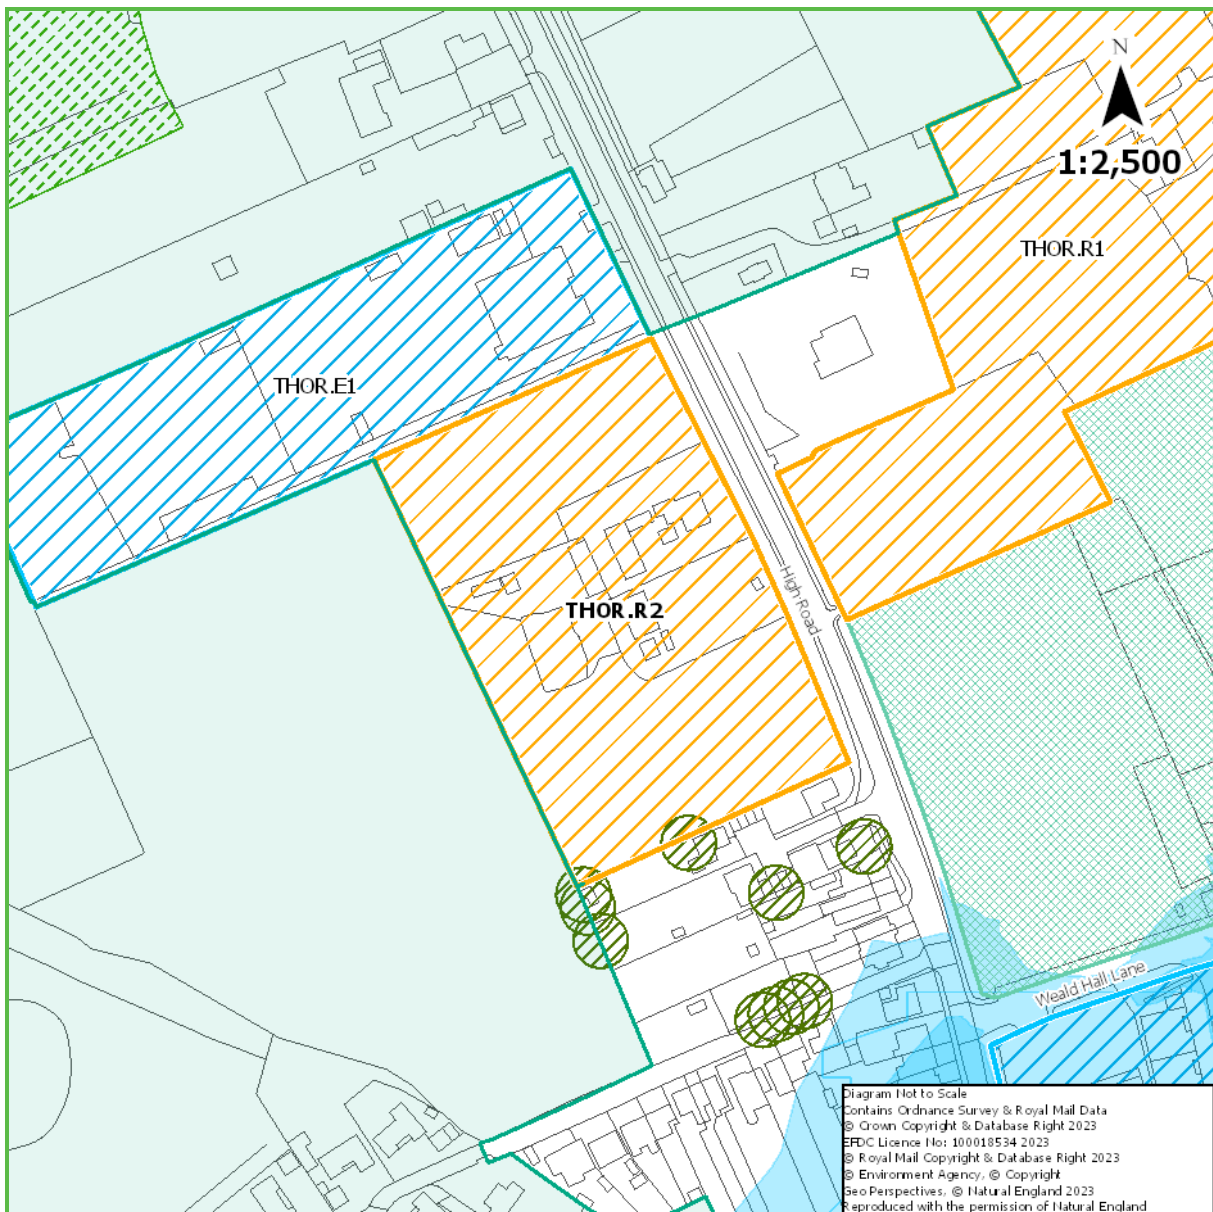 N
1:2,500
THOR.R1
THOR.E1
High Road
THOR.R2
Weald Hall Lane
Diagram Not to Scale
Contains Ordnance Survey & Royal Mail Data
© Crown Copyright & Database Right 2023
EFDC Licence No: 100018534 2023
© Royal Mail Copyright & Database Right 2023
© Environment Agency, © Copyright
Geo Perspectives, © Natural England 2023
Reproduced with the permission of Natural England